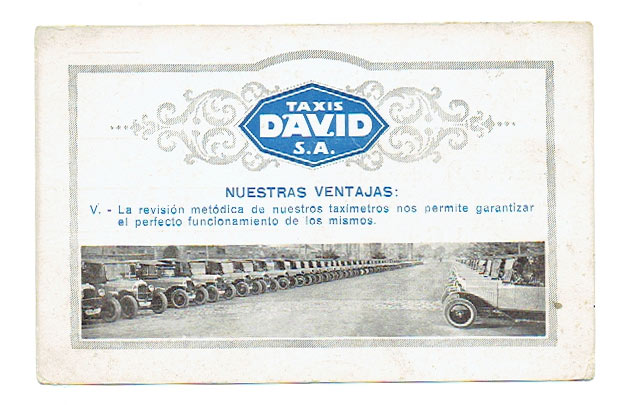 TAXIS
DAVID
S.A.
NUESTRAS VENTAJAS:
V. - La revisión metódica de nuestros taxímetros nos permite garantizar
el perfecto funcionamiento de los mismos.